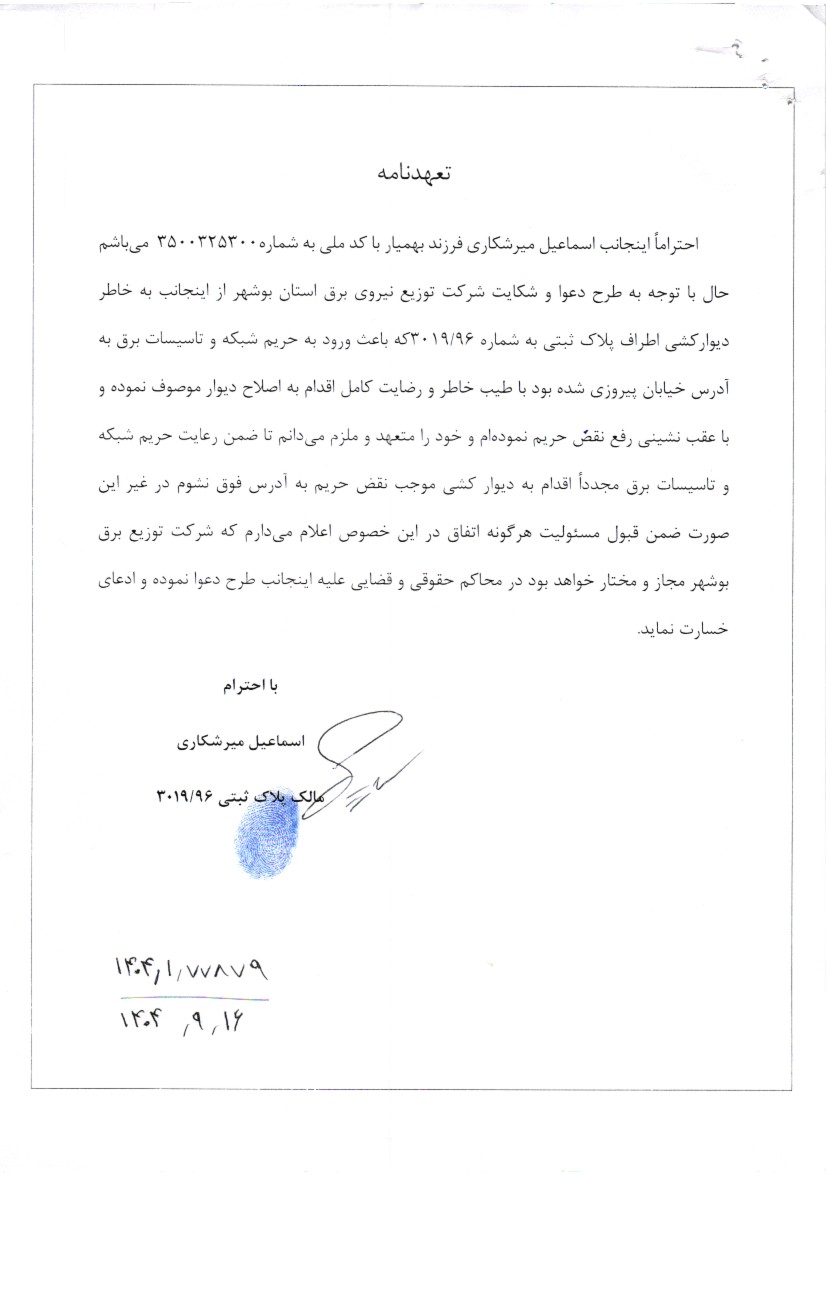 تعهدنامه
احتراماً اینجانب اسماعیل میرشکاری فرزند بهمیار با کد ملی به شماره ۳۵۰۰۳۲۵۳۰۰ می‌باشم
حال با توجه به طرح دعوا و شکایت شرکت توزیع نیروی برق استان بوشهر از اینجانب به خاطر
دیوارکشی اطراف پلاک ثبتی به شماره ۳۰۱۹/۹۶که باعث ورود به حریم شبکه و تاسیسات برق به
آدرس خیابان پیروزی شده بود با طیب خاطر و رضایت کامل اقدام به اصلاح دیوار موصوف نموده و
با عقب نشینی رفع نقض حریم نموده‌ام و خود را متعهد و ملزم می‌دانم تا ضمن رعایت حریم شبکه
و تاسیسات برق مجدداً اقدام به دیوار کشی موجب نقض حریم به آدرس فوق نشوم در غیر این
صورت ضمن قبول مسئولیت هرگونه اتفاق در این خصوص اعلام می‌دارم که شرکت توزیع برق
بوشهر مجاز و مختار خواهد بود در محاکم حقوقی و قضایی علیه اینجانب طرح دعوا نموده و ادعای
خسارت نماید.
با احترام
اسماعیل میرشکاری
مالک پلاک ثبتی ۳۰۱۹/۹۶
۱۴۰۴/۱/۷۷۸۷۹
۱۴۰۴/۹/۱۶